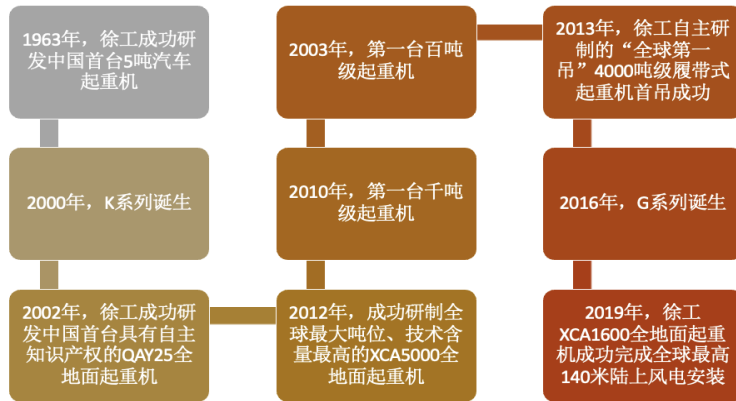 1963年，徐工成功研
发中国首台5吨汽车
起重机
2000年，K系列诞生
2002年，徐工成功研
发中国首台具有自主
知识产权的QAY25全
地面起重机
2012年，成功研制全
球最大吨位、技术含
量最高的XCA5000全
地面起重机
2010年，第一台千吨
级起重机
2003年，第一台百吨
级起重机
2013年，徐工自主研
制的“全球第一
吊”4000吨级履带式
起重机首吊成功
2016年，G系列诞生
2019年，徐工
XCA1600全地面起重
机成功完成全球最高
140米陆上风电安装